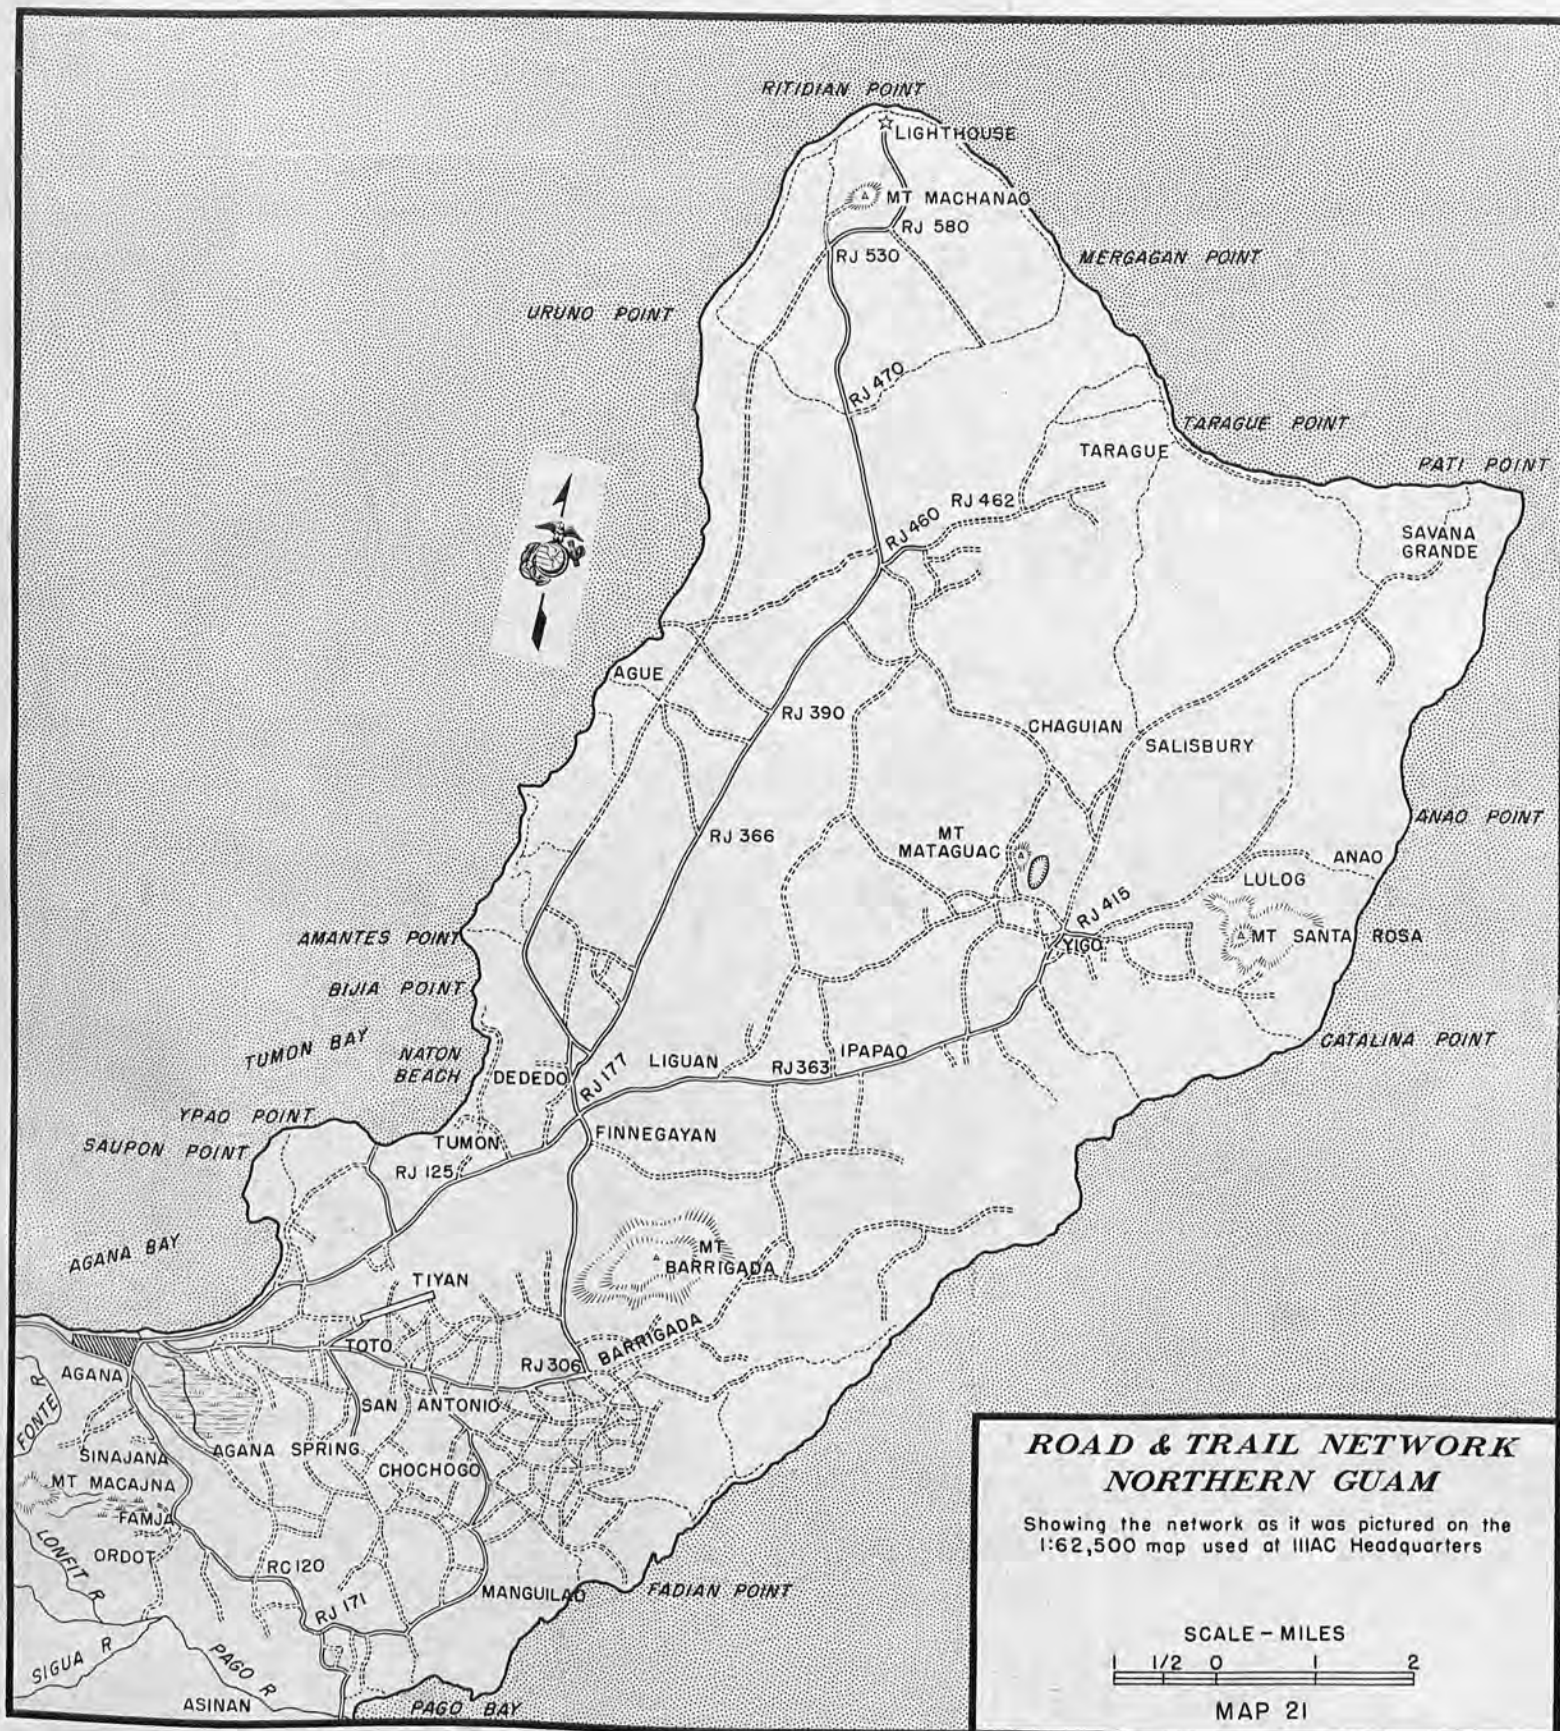 RITIDIAN POINT
LIGHTHOUSE
MT MACHANAO
RJ 580
RJ 530
MERGAGAN POINT
URUNO POINT
RJ 470
TARAGUE POINT
TARAGUE
PATI POINT
RJ 462
RJ 460
SAVANA
GRANDE
AGUE
RJ 390
CHAGUIAN
SALISBURY
RJ 366
MT
MATAGUAC
ANAO POINT
ANAO
LULOG
RJ 415
AMANTES POINT
YIGO
MT SANTA ROSA
BIJIA POINT
TUMON BAY
NATON
BEACH
DEDEDO
RJ 177
LIGUAN
RJ 363
IPAPAO
CATALINA POINT
YPAO POINT
SAUPON POINT
TUMON
FINNEGAYAN
RJ 125
AGANA BAY
MT
BARRIGADA
TIYAN
TOTO
RJ 306
BARRIGADA
AGANA
FONTE R
SAN ANTONIO
SINAJANA
AGANA SPRING
CHOCHOGO
MT MACAJNA
FAMJA
LONFIT R
ORDOT
RC 120
RJ 171
MANGUILAO
FADIAN POINT
SIGUA R
PAGO R
ASINAN
PAGO BAY
ROAD & TRAIL NETWORK
NORTHERN GUAM
Showing the network as it was pictured on the
1:62,500 map used at IIIAC Headquarters
SCALE – MILES
1 1/2 0 1 2
MAP 21